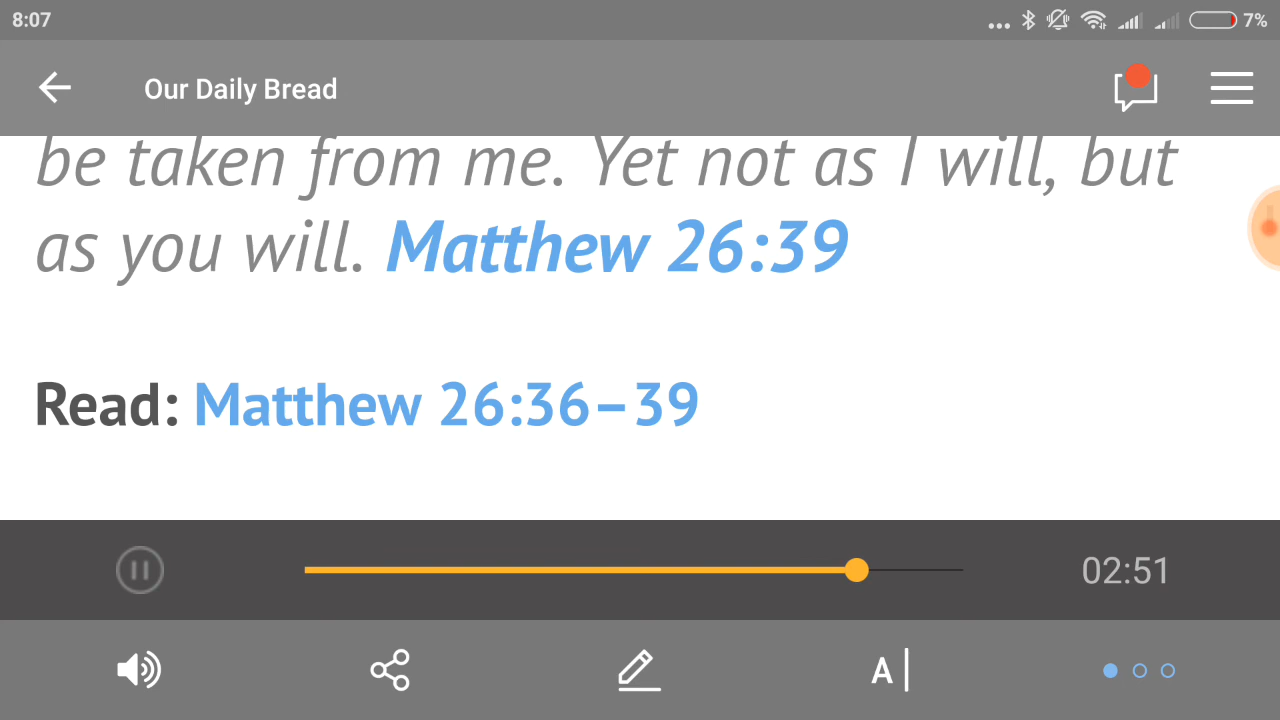 8:07
7%
Our Daily Bread
be taken from me. Yet not as I will, but
as you will. Matthew 26:39
Read: Matthew 26:36–39
02:51
A